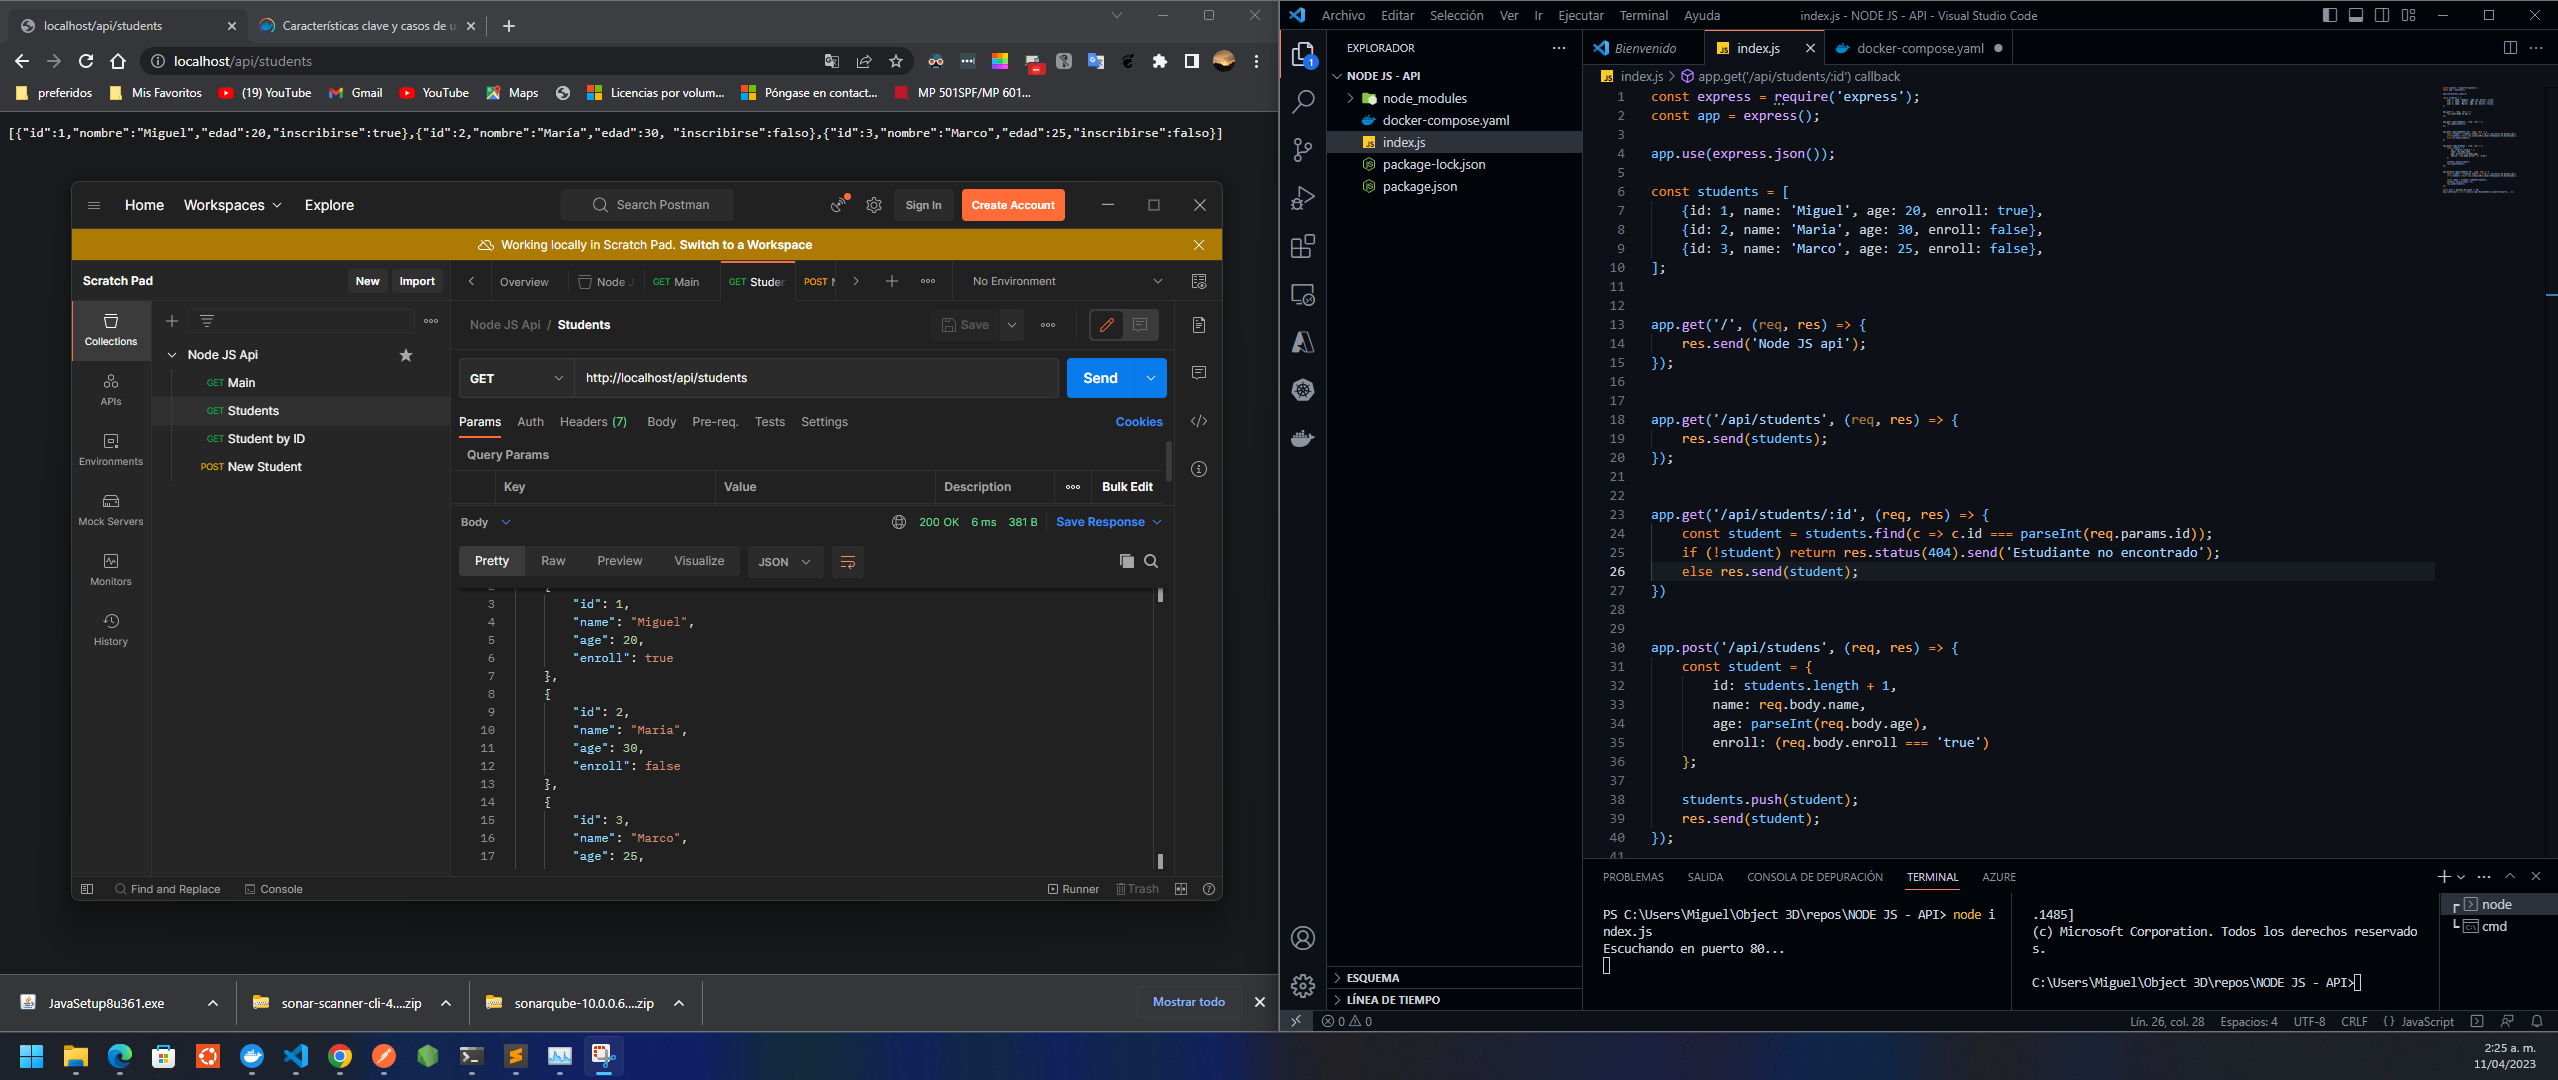 localhost/api/students
Características clave y casos de u
localhost/api/students
preferidos
Mis Favoritos
(19) YouTube
Gmail
YouTube
Maps
Licencias por volum...
Póngase en contact...
MP 501SPF/MP 601...
[{"id":1,"nombre":"Miguel","edad":20,"inscribirse":true},{"id":2,"nombre":"María","edad":30, "inscribirse":falso},{"id":3,"nombre":"Marco","edad":25,"inscribirse":falso}]
Home Workspaces Explore
Search Postman
Sign In
Create Account
Working locally in Scratch Pad. Switch to a Workspace
Scratch Pad
New Import
Overview
Node J
GET Main
GET Studer
POST N
No Environment
Collections
APIs
Environments
Mock Servers
Monitors
History
Node JS Api
GET Main
GET Students
GET Student by ID
POST New Student
Node JS Api / Students
Save
GET
http://localhost/api/students
Send
Params Auth Headers (7) Body Pre-req. Tests Settings
Cookies
Query Params
Key Value Description Bulk Edit
Body
200 OK 6 ms 381 B Save Response
Pretty Raw Preview Visualize JSON
2 {
3 "id": 1,
4 "name": "Miguel",
5 "age": 20,
6 "enroll": true
7 },
8 {
9 "id": 2,
10 "name": "Maria",
11 "age": 30,
12 "enroll": false
13 },
14 {
15 "id": 3,
16 "name": "Marco",
17 "age": 25,
Find and Replace
Console
Runner
Trash
JavaSetup8u361.exe
sonar-scanner-cli-4....zip
sonarqube-10.0.0.6....zip
Mostrar todo
Archivo Editar Selección Ver Ir Ejecutar Terminal Ayuda
index.js - NODE JS - API - Visual Studio Code
EXPLORADOR
1
NODE JS - API
node_modules
docker-compose.yaml
index.js
package-lock.json
package.json
ESQUEMA
LÍNEA DE TIEMPO
Bienvenido
index.js
docker-compose.yaml
index.js > app.get('/api/students/:id') callback
1 const express = require('express');
2 const app = express();
3
4 app.use(express.json());
5
6 const students = [
7 {id: 1, name: 'Miguel', age: 20, enroll: true},
8 {id: 2, name: 'Maria', age: 30, enroll: false},
9 {id: 3, name: 'Marco', age: 25, enroll: false},
10 ];
11
12
13 app.get('/', (req, res) => {
14 res.send('Node JS api');
15 });
16
17
18 app.get('/api/students', (req, res) => {
19 res.send(students);
20 });
21
22
23 app.get('/api/students/:id', (req, res) => {
24 const student = students.find(c => c.id === parseInt(req.params.id));
25 if (!student) return res.status(404).send('Estudiante no encontrado');
26 else res.send(student);
27 })
28
29
30 app.post('/api/studens', (req, res) => {
31 const student = {
32 id: students.length + 1,
33 name: req.body.name,
34 age: parseInt(req.body.age),
35 enroll: (req.body.enroll === 'true')
36 };
37
38 students.push(student);
39 res.send(student);
40 });
41
PROBLEMAS SALIDA CONSOLA DE DEPURACIÓN TERMINAL AZURE
PS C:\Users\Miguel\Object 3D\repos\NODE JS - API> node i
ndex.js
Escuchando en puerto 80...
.1485]
(c) Microsoft Corporation. Todos los derechos reservado
s.
C:\Users\Miguel\Object 3D\repos\NODE JS - API>
node
cmd
0 0
Lín. 26, col. 28 Espacios: 4 UTF-8 CRLF {} JavaScript
2:25 a. m.
11/04/2023